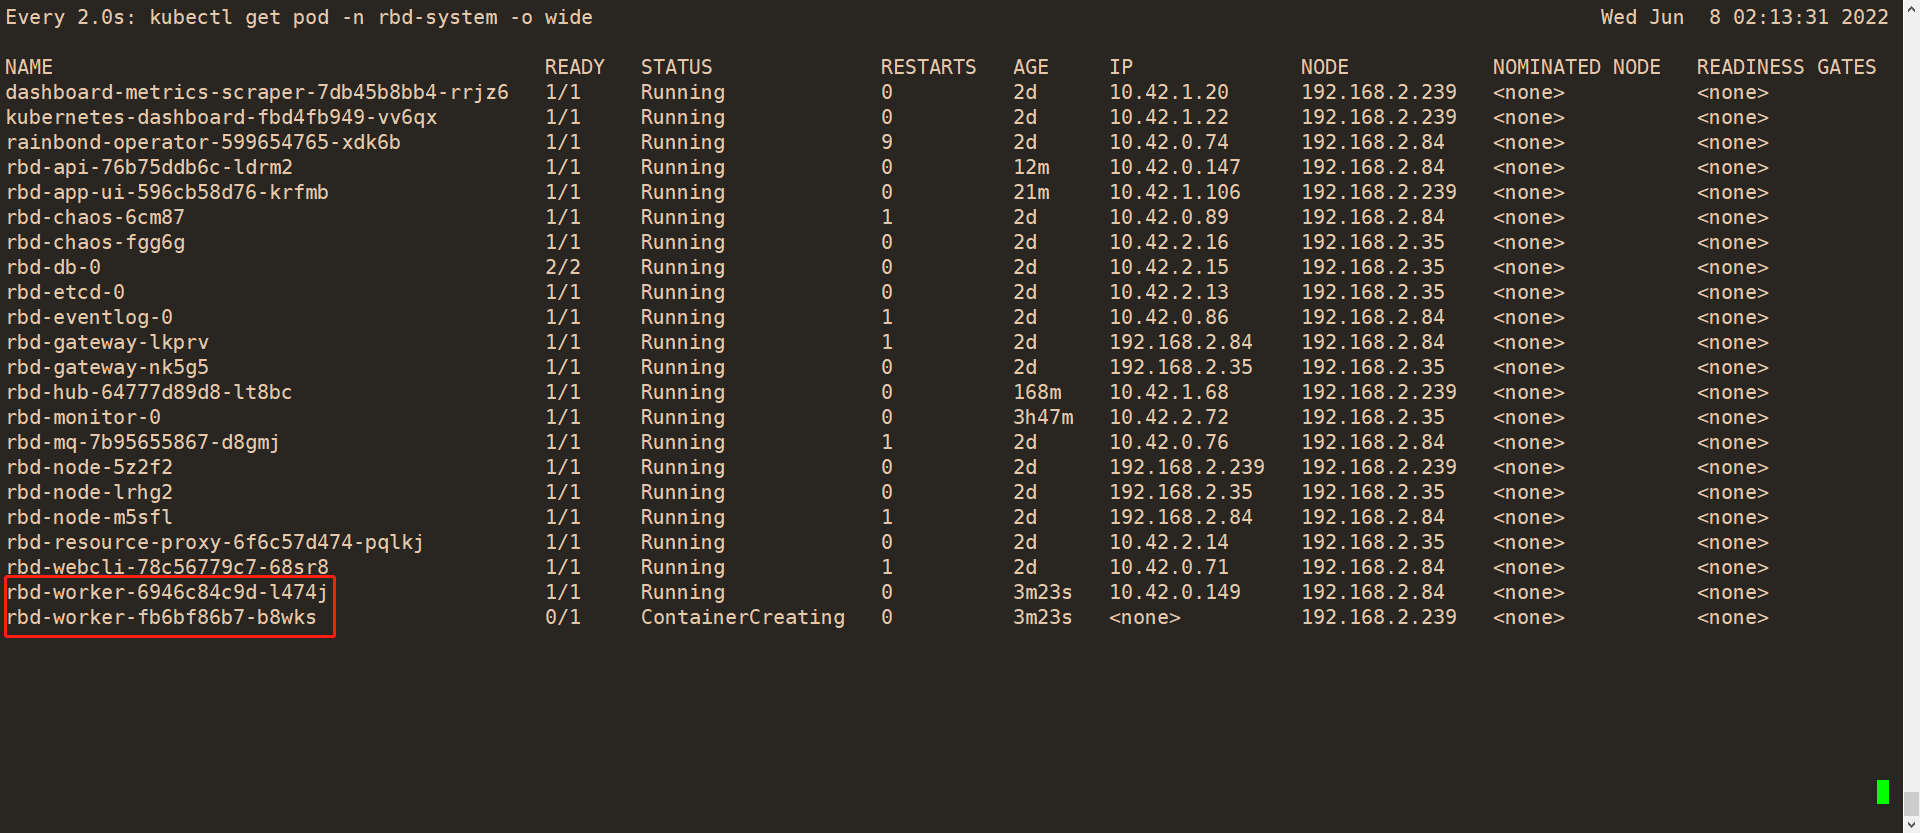 Every 2.0s: kubectl get pod -n rbd-system -o wide Wed Jun  8 02:13:31 2022
NAME READY STATUS RESTARTS AGE IP NODE NOMINATED NODE READINESS GATES
dashboard-metrics-scraper-7db45b8bb4-rrjz6 1/1 Running 0 2d 10.42.1.20 192.168.2.239 <none> <none>
kubernetes-dashboard-fbd4fb949-vv6qx 1/1 Running 0 2d 10.42.1.22 192.168.2.239 <none> <none>
rainbond-operator-599654765-xdk6b 1/1 Running 9 2d 10.42.0.74 192.168.2.84 <none> <none>
rbd-api-76b75ddb6c-ldrm2 1/1 Running 0 12m 10.42.0.147 192.168.2.84 <none> <none>
rbd-app-ui-596cb58d76-krfmb 1/1 Running 0 21m 10.42.1.106 192.168.2.239 <none> <none>
rbd-chaos-6cm87 1/1 Running 1 2d 10.42.0.89 192.168.2.84 <none> <none>
rbd-chaos-fgg6g 1/1 Running 0 2d 10.42.2.16 192.168.2.35 <none> <none>
rbd-db-0 2/2 Running 0 2d 10.42.2.15 192.168.2.35 <none> <none>
rbd-etcd-0 1/1 Running 0 2d 10.42.2.13 192.168.2.35 <none> <none>
rbd-eventlog-0 1/1 Running 1 2d 10.42.0.86 192.168.2.84 <none> <none>
rbd-gateway-lkprv 1/1 Running 1 2d 192.168.2.84 192.168.2.84 <none> <none>
rbd-gateway-nk5g5 1/1 Running 0 2d 192.168.2.35 192.168.2.35 <none> <none>
rbd-hub-64777d89d8-lt8bc 1/1 Running 0 168m 10.42.1.68 192.168.2.239 <none> <none>
rbd-monitor-0 1/1 Running 0 3h47m 10.42.2.72 192.168.2.35 <none> <none>
rbd-mq-7b95655867-d8gmj 1/1 Running 1 2d 10.42.0.76 192.168.2.84 <none> <none>
rbd-node-5z2f2 1/1 Running 0 2d 192.168.2.239 192.168.2.239 <none> <none>
rbd-node-lrhg2 1/1 Running 0 2d 192.168.2.35 192.168.2.35 <none> <none>
rbd-node-m5sfl 1/1 Running 1 2d 192.168.2.84 192.168.2.84 <none> <none>
rbd-resource-proxy-6f6c57d474-pqlkj 1/1 Running 0 2d 10.42.2.14 192.168.2.35 <none> <none>
rbd-webcli-78c56779c7-68sr8 1/1 Running 1 2d 10.42.0.71 192.168.2.84 <none> <none>
rbd-worker-6946c84c9d-l474j 1/1 Running 0 3m23s 10.42.0.149 192.168.2.84 <none> <none>
rbd-worker-fb6bf86b7-b8wks 0/1 ContainerCreating 0 3m23s <none> 192.168.2.239 <none> <none>